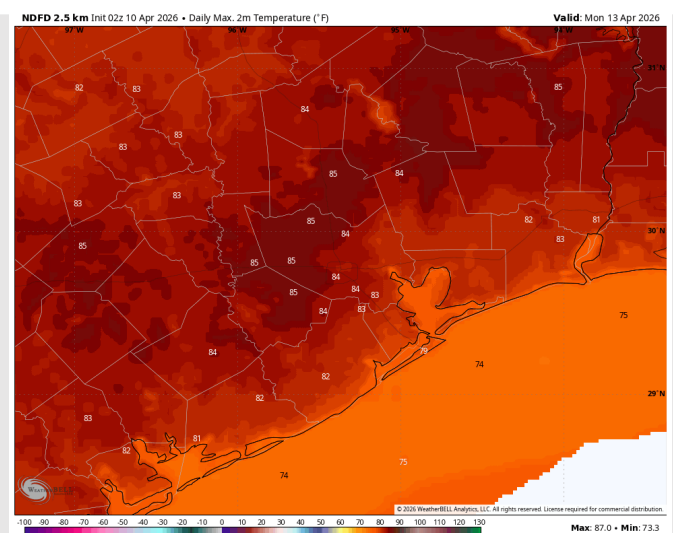 NDFD 2.5 km Init 02z 10 Apr 2026 • Daily Max. 2m Temperature (°F) Valid: Mon 13 Apr 2026
97°W 96°W 95°W 94°W
31°N
82 83 85
84
83
83
85 84
83 83
82 81
85 84 30°N
83
85
85 85
84
85 84 83
84 83 75
84 79
74
82
29°N
82
83
81
82
75
74
WEATHERBELL
© 2026 WeatherBELL Analytics, LLC. All rights reserved. License required for commercial distribution.
-100 -90 -80 -70 -60 -50 -40 -30 -20 -10 0 10 20 30 40 50 60 70 80 90 100 110 120 130
Max: 87.0 • Min: 73.3